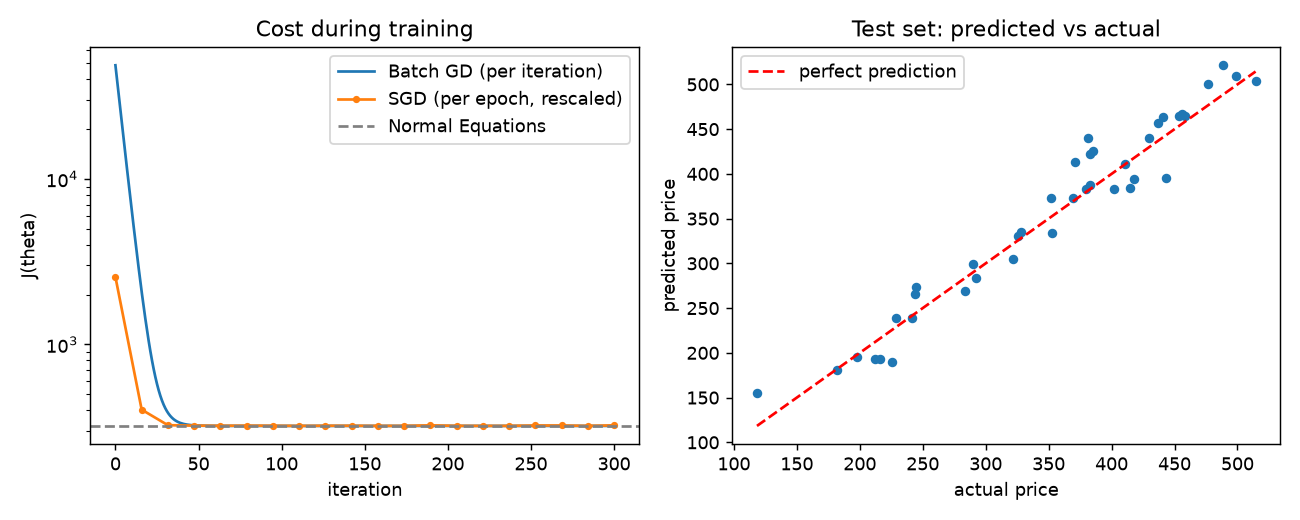 Cost during training
J(theta)
10^4
10^3
Batch GD (per iteration)
SGD (per epoch, rescaled)
Normal Equations
0 50 100 150 200 250 300
iteration
Test set: predicted vs actual
predicted price
500
450
400
350
300
250
200
150
100
perfect prediction
100 150 200 250 300 350 400 450 500
actual price